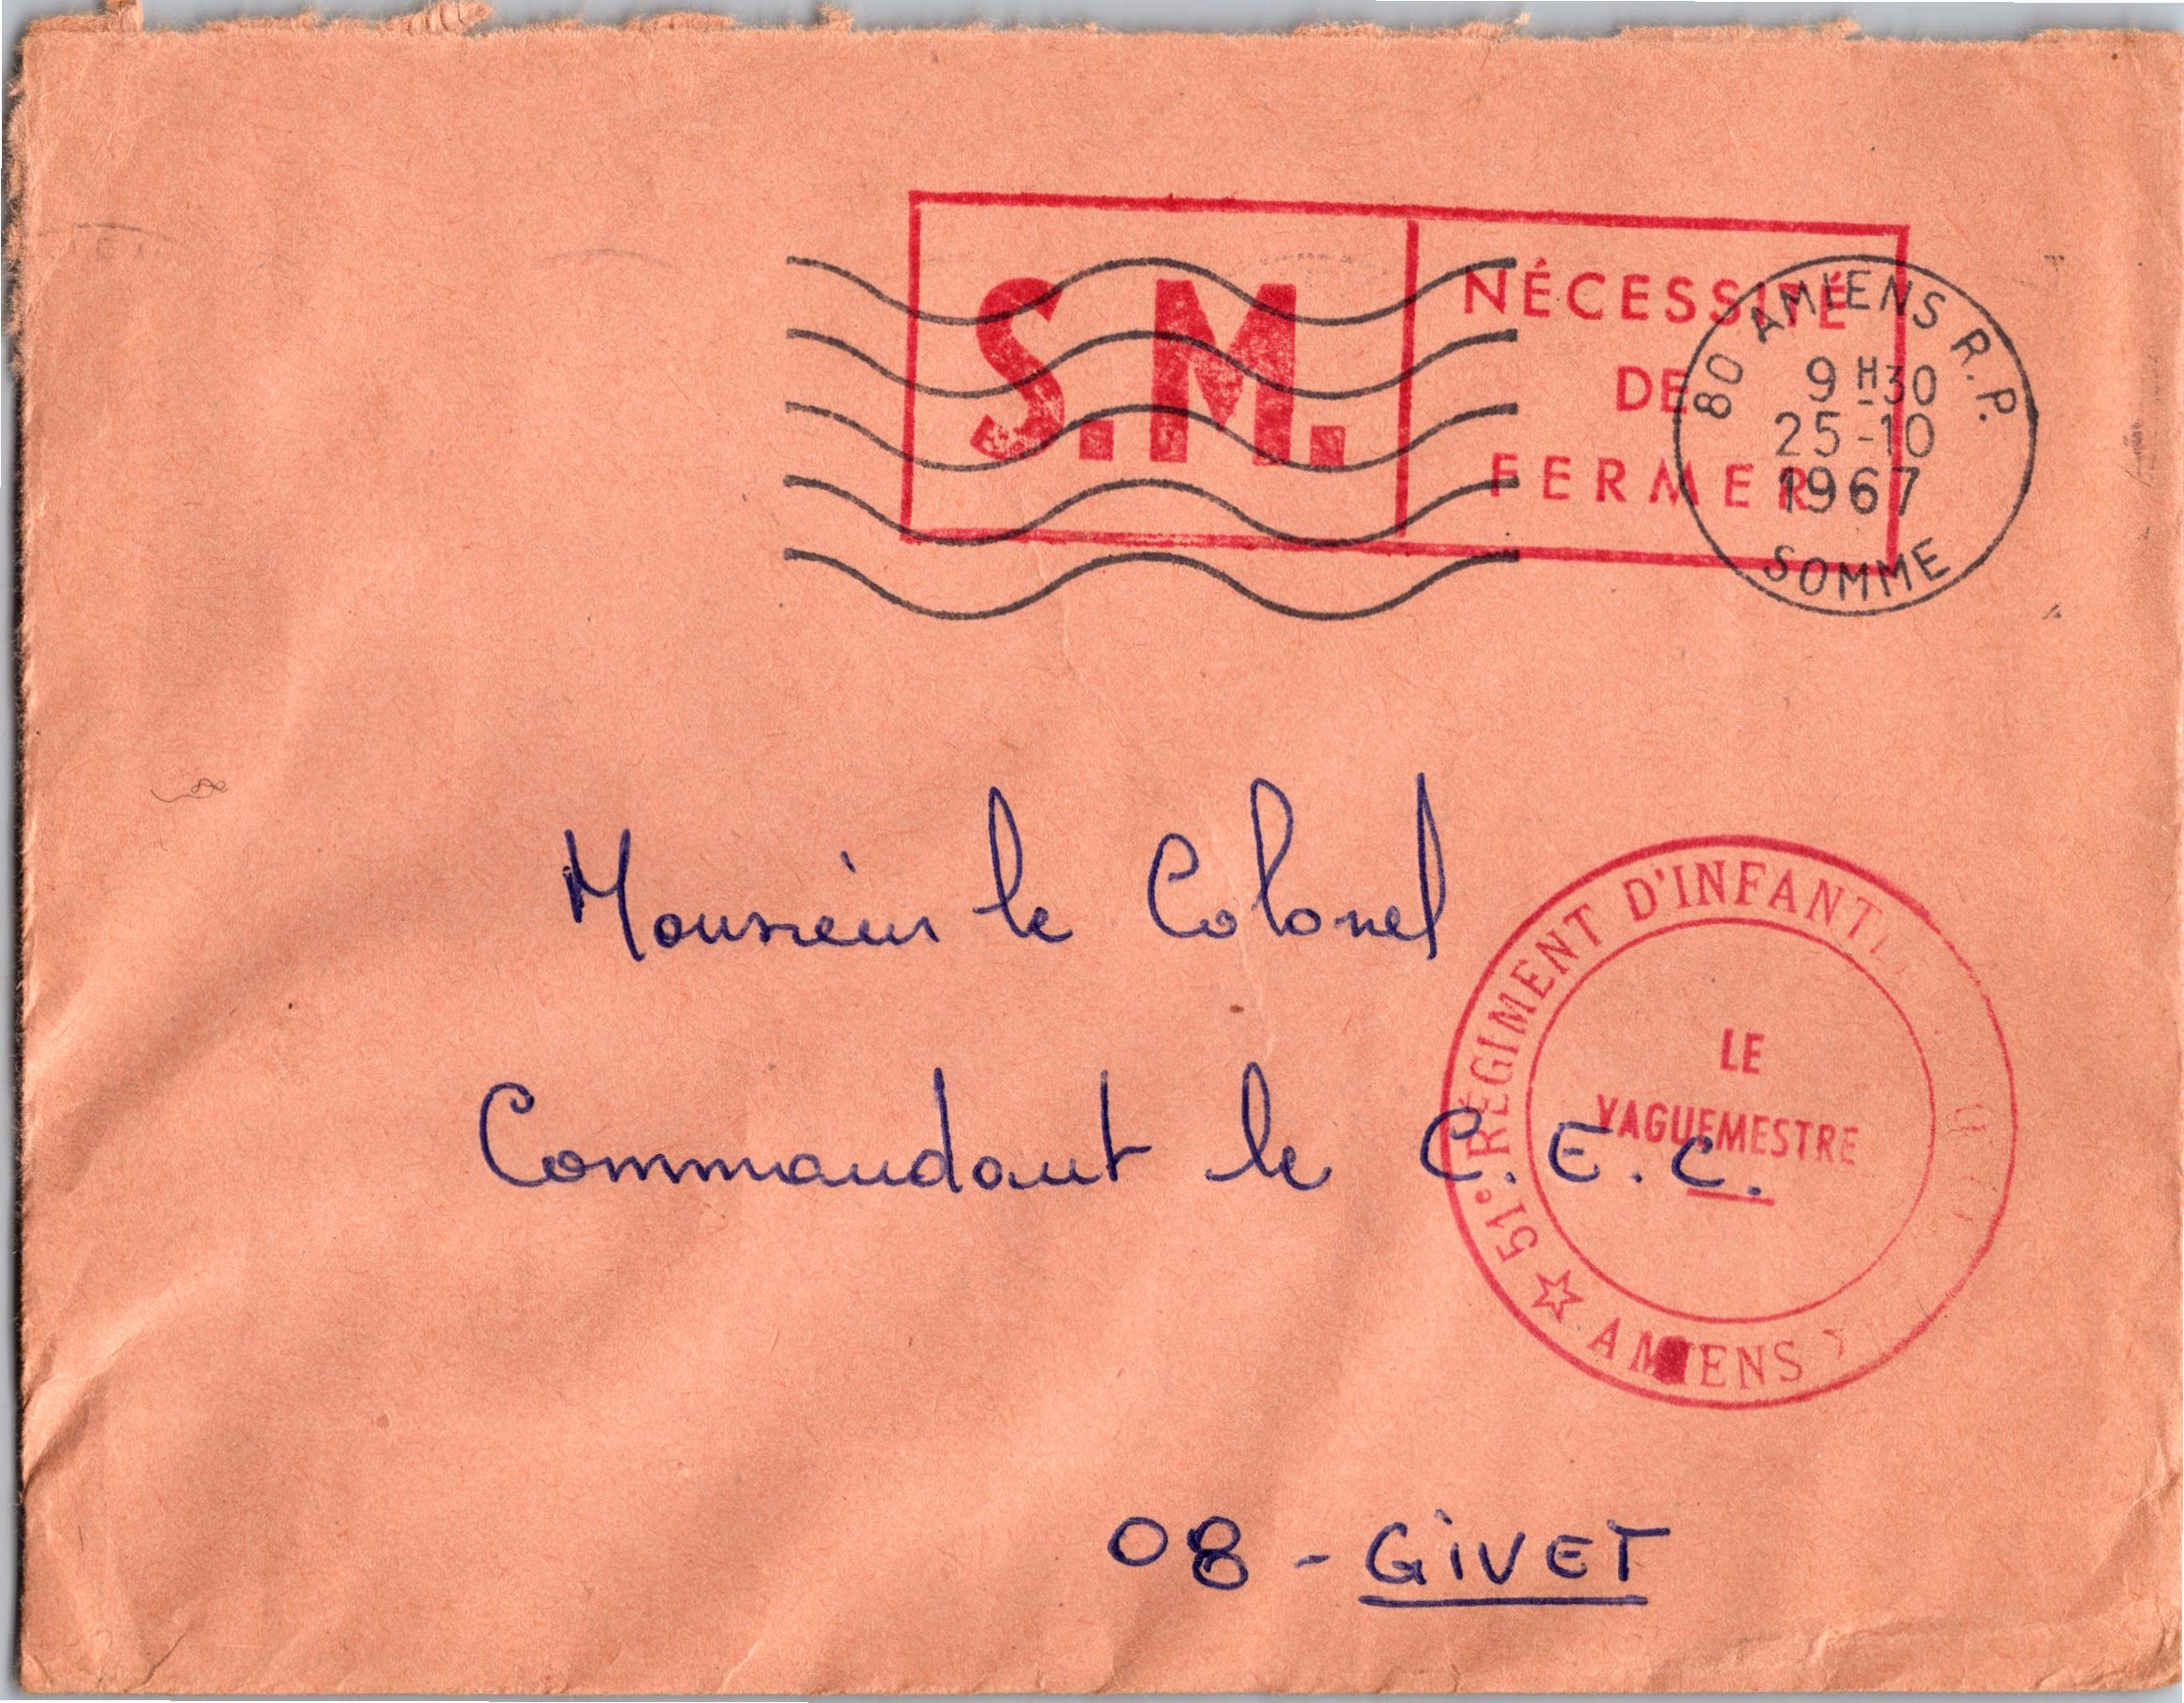 S.M.
NÉCESSITÉ
DE
FERMER
80 AMIENS R.P.
9 H30
25-10
1967
SOMME
Monsieur le Colonel
Commandant le C.E.C.
08 - GiVET
51e RÉGIMENT D'INFANT
LE
VAGUEMESTRE
AMIENS